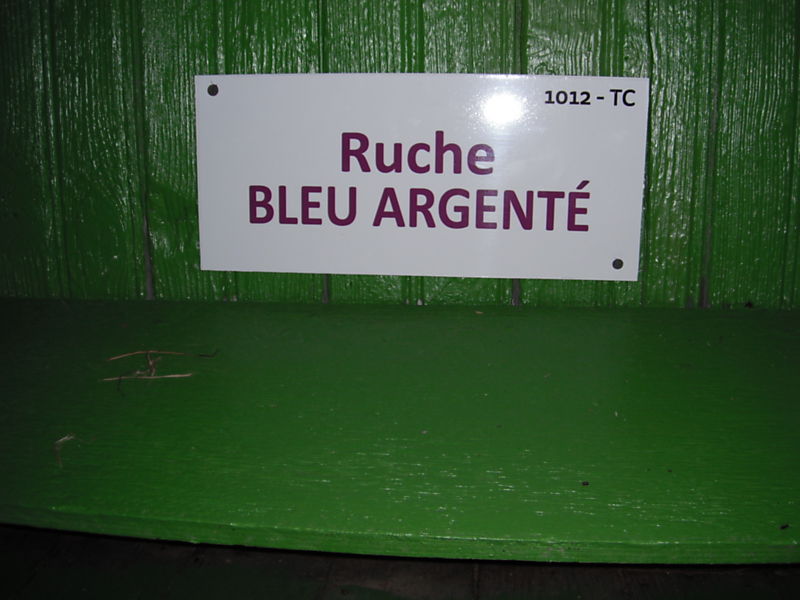 1012 - TC
Ruche
BLEU ARGENTÉ